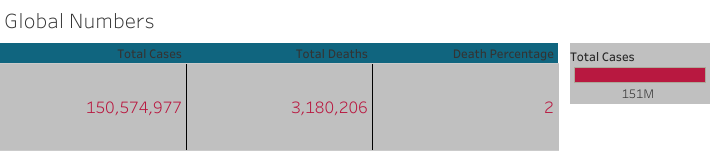 Global Numbers
Total Cases Total Deaths Death Percentage
150,574,977 3,180,206 2
Total Cases
151M